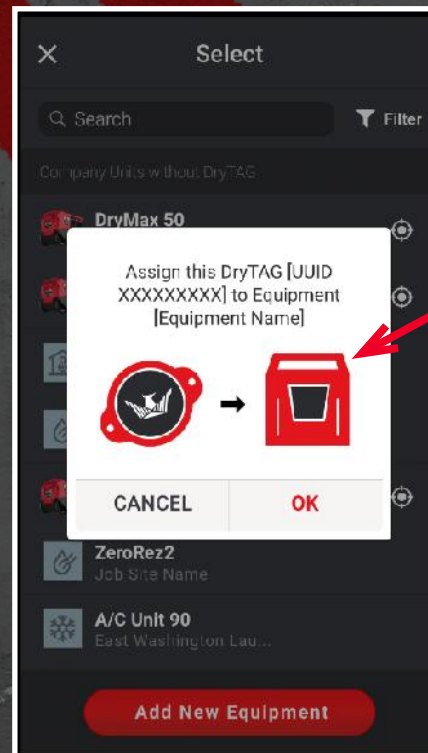 Select
Search
Filter
Company Units without DryTAG
DryMax 50
Assign this DryTAG [UUID
XXXXXXXXX] to Equipment
[Equipment Name]
CANCEL
OK
ZeroRez2
Job Site Name
A/C Unit 90
East Washington Lau...
Add New Equipment